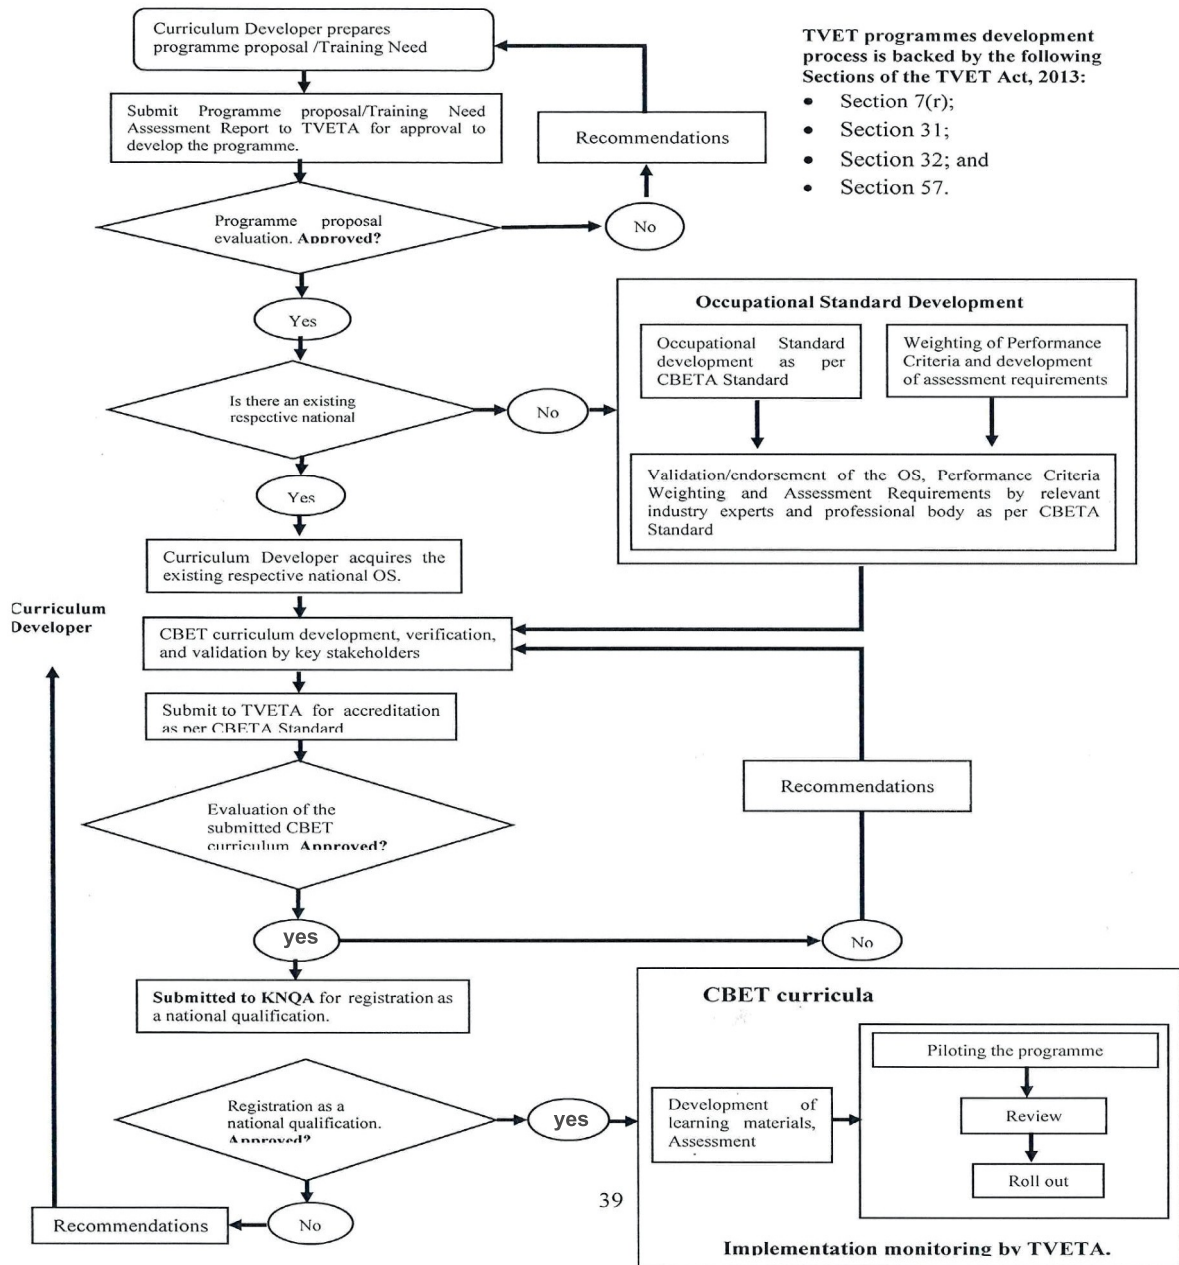 Curriculum Developer prepares
programme proposal /Training Need
TVET programmes development
process is backed by the following
Sections of the TVET Act, 2013:
• Section 7(r);
• Section 31;
• Section 32; and
• Section 57.
Submit Programme proposal/Training Need
Assessment Report to TVETA for approval to
develop the programme.
Recommendations
Programme proposal
evaluation. Approved?
No
Yes
Occupational Standard Development
Occupational Standard
development as per
CBETA Standard
Weighting of Performance
Criteria and development
of assessment requirements
Is there an existing
respective national
No
Validation/endorsement of the OS, Performance Criteria
Weighting and Assessment Requirements by relevant
industry experts and professional body as per CBETA
Standard
Yes
Curriculum Developer acquires the
existing respective national OS.
Curriculum
Developer
CBET curriculum development, verification,
and validation by key stakeholders
Submit to TVETA for accreditation
as per CBETA Standard
Recommendations
Evaluation of the
submitted CBET
curriculum Approved?
yes
No
Submitted to KNQA for registration as
a national qualification.
CBET curricula
Piloting the programme
Development of
learning materials,
Assessment
Review
Roll out
Registration as a
national qualification.
Approved?
yes
39
No
Recommendations
Implementation monitoring by TVETA.